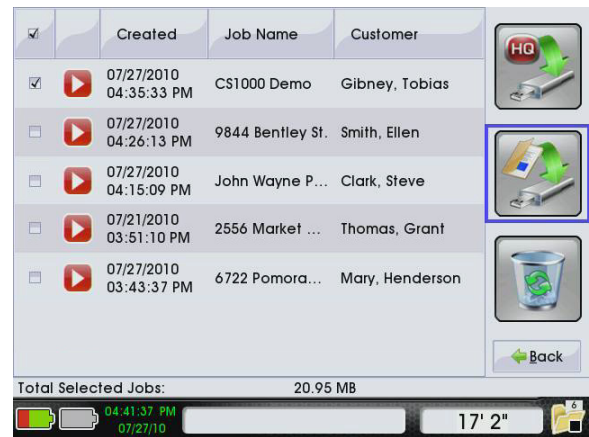 Created Job Name Customer
HQ
07/27/2010
04:35:33 PM
CS1000 Demo Gibney, Tobias
07/27/2010
04:26:13 PM
9844 Bentley St. Smith, Ellen
07/27/2010
04:15:09 PM
John Wayne P... Clark, Steve
07/21/2010
03:51:10 PM
2556 Market ... Thomas, Grant
07/27/2010
03:43:37 PM
6722 Pomora... Mary, Henderson
Back
Total Selected Jobs: 20.95 MB
04:41:37 PM
07/27/10
17' 2"
6